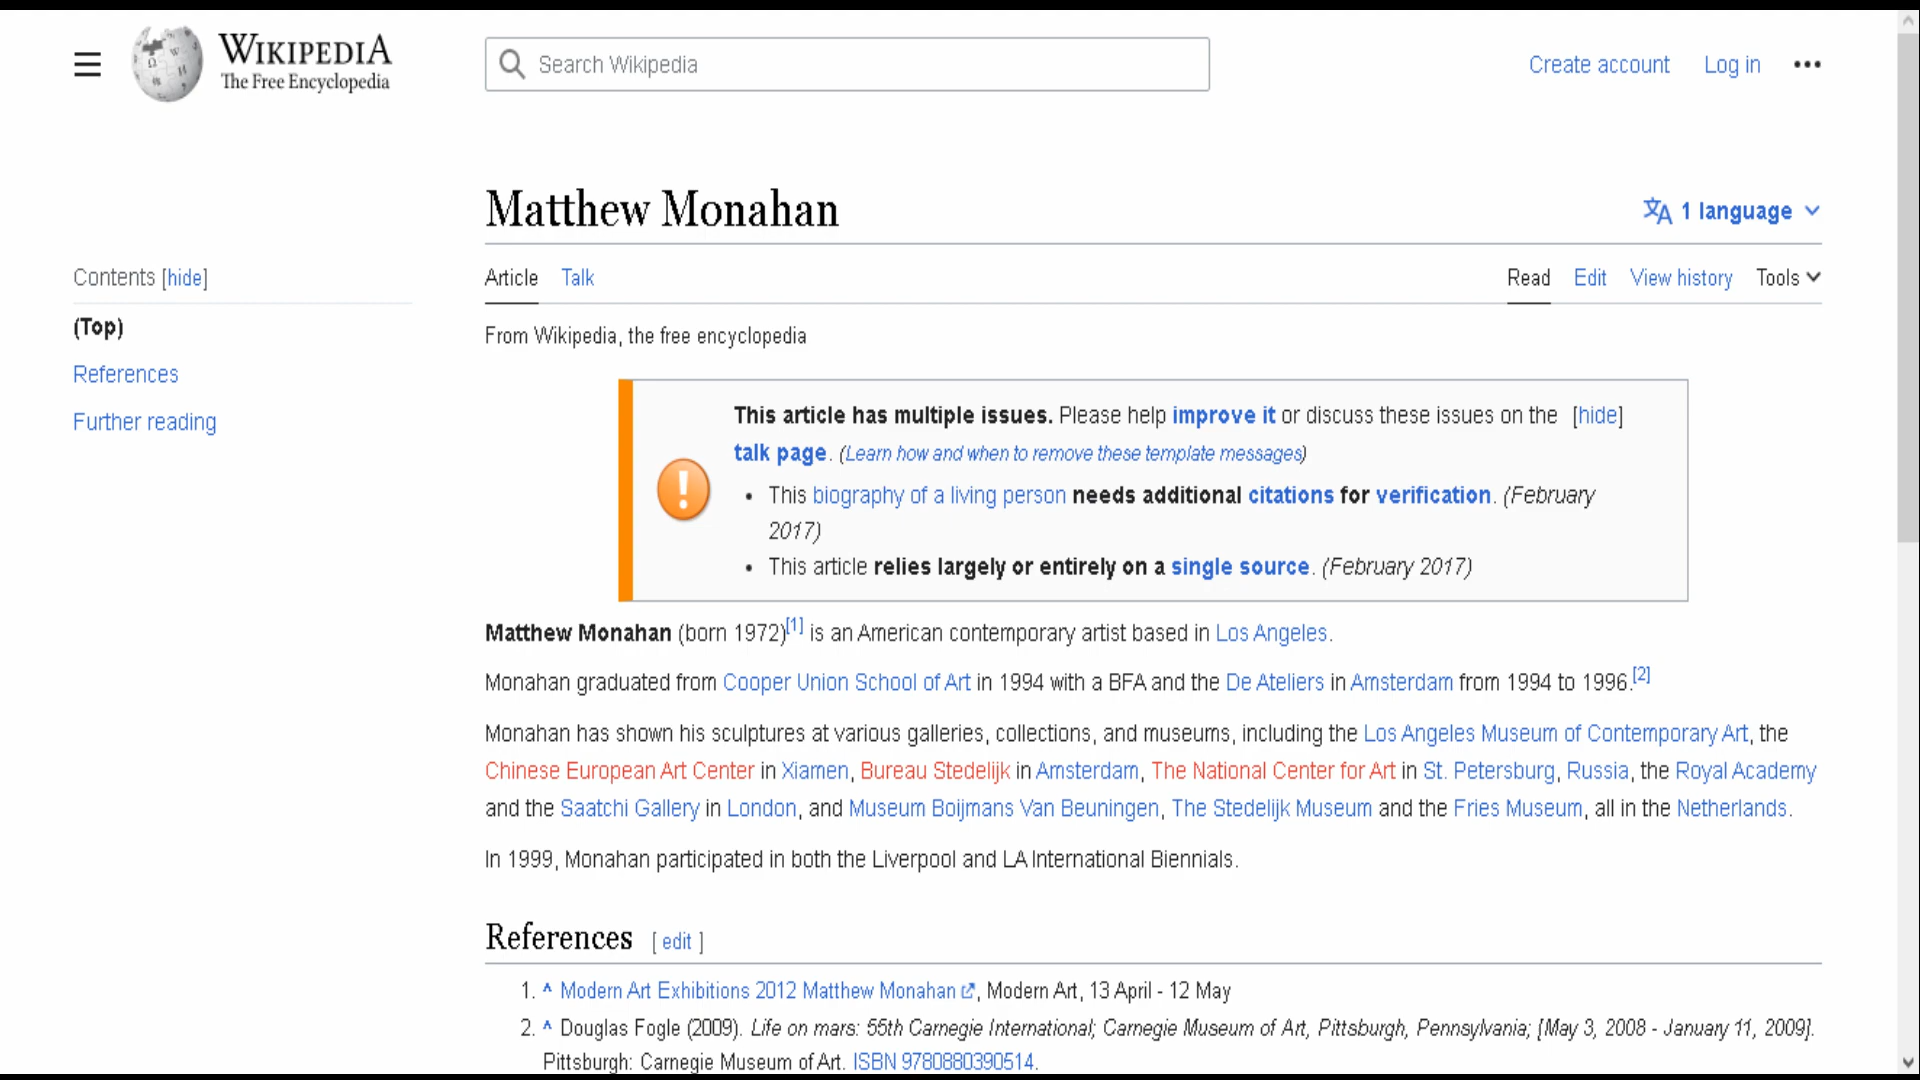 WIKIPEDIA
The Free Encyclopedia
Search Wikipedia
Create account
Log in
Matthew Monahan
1 language
Contents [hide]
(Top)
References
Further reading
Article
Talk
Read
Edit
View history
Tools
From Wikipedia, the free encyclopedia
This article has multiple issues. Please help improve it or discuss these issues on the [hide]
talk page. (Learn how and when to remove these template messages)
• This biography of a living person needs additional citations for verification. (February
2017)
• This article relies largely or entirely on a single source. (February 2017)
Matthew Monahan (born 1972)[1] is an American contemporary artist based in Los Angeles.
Monahan graduated from Cooper Union School of Art in 1994 with a BFA and the De Ateliers in Amsterdam from 1994 to 1996.[2]
Monahan has shown his sculptures at various galleries, collections, and museums, including the Los Angeles Museum of Contemporary Art, the
Chinese European Art Center in Xiamen, Bureau Stedelijk in Amsterdam, The National Center for Art in St. Petersburg, Russia, the Royal Academy
and the Saatchi Gallery in London, and Museum Boijmans Van Beuningen, The Stedelijk Museum and the Fries Museum, all in the Netherlands.
In 1999, Monahan participated in both the Liverpool and LA International Biennials.
References [ edit ]
1. ^ Modern Art Exhibitions 2012 Matthew Monahan, Modern Art, 13 April - 12 May
2. ^ Douglas Fogle (2009). Life on mars: 55th Carnegie International; Carnegie Museum of Art, Pittsburgh, Pennsylvania; [May 3, 2008 - January 11, 2009].
Pittsburgh: Carnegie Museum of Art. ISBN 9780880390514.